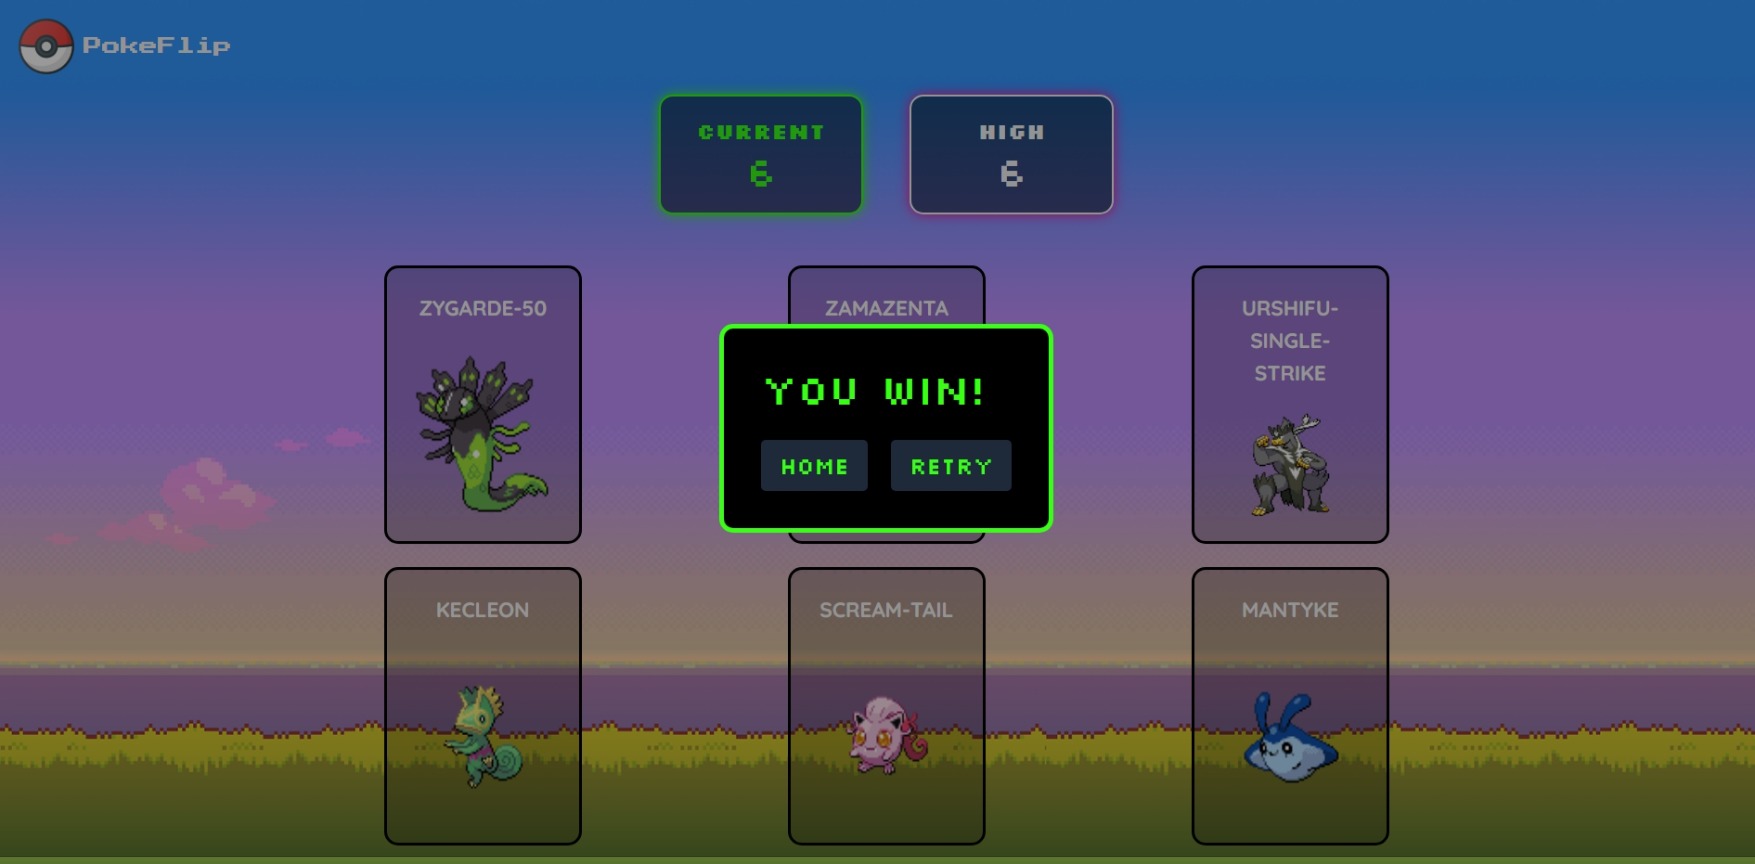 PokeFlip
CURRENT
6
HIGH
6
ZYGARDE-50
ZAMAZENTA
URSHIFU-
SINGLE-
STRIKE
YOU WIN!
HOME
RETRY
KECLEON
SCREAM-TAIL
MANTYKE